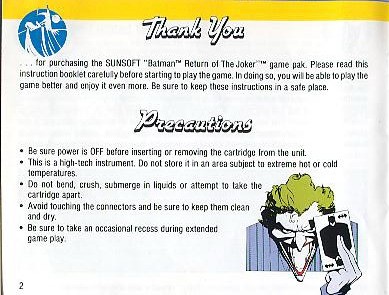 Thank You
. . . for purchasing the SUNSOFT "Batman™ Return of The Joker"™ game pak. Please read this
instruction booklet carefully before starting to play the game. In doing so, you will be able to play the
game better and enjoy it even more. Be sure to keep these instructions in a safe place.
Precautions
• Be sure power is OFF before inserting or removing the cartridge from the unit.
• This is a high-tech instrument. Do not store it in an area subject to extreme hot or cold
temperatures.
• Do not bend, crush, submerge in liquids or attempt to take the
cartridge apart.
• Avoid touching the connectors and be sure to keep them clean
and dry.
• Be sure to take an occasional recess during extended
game play.
2